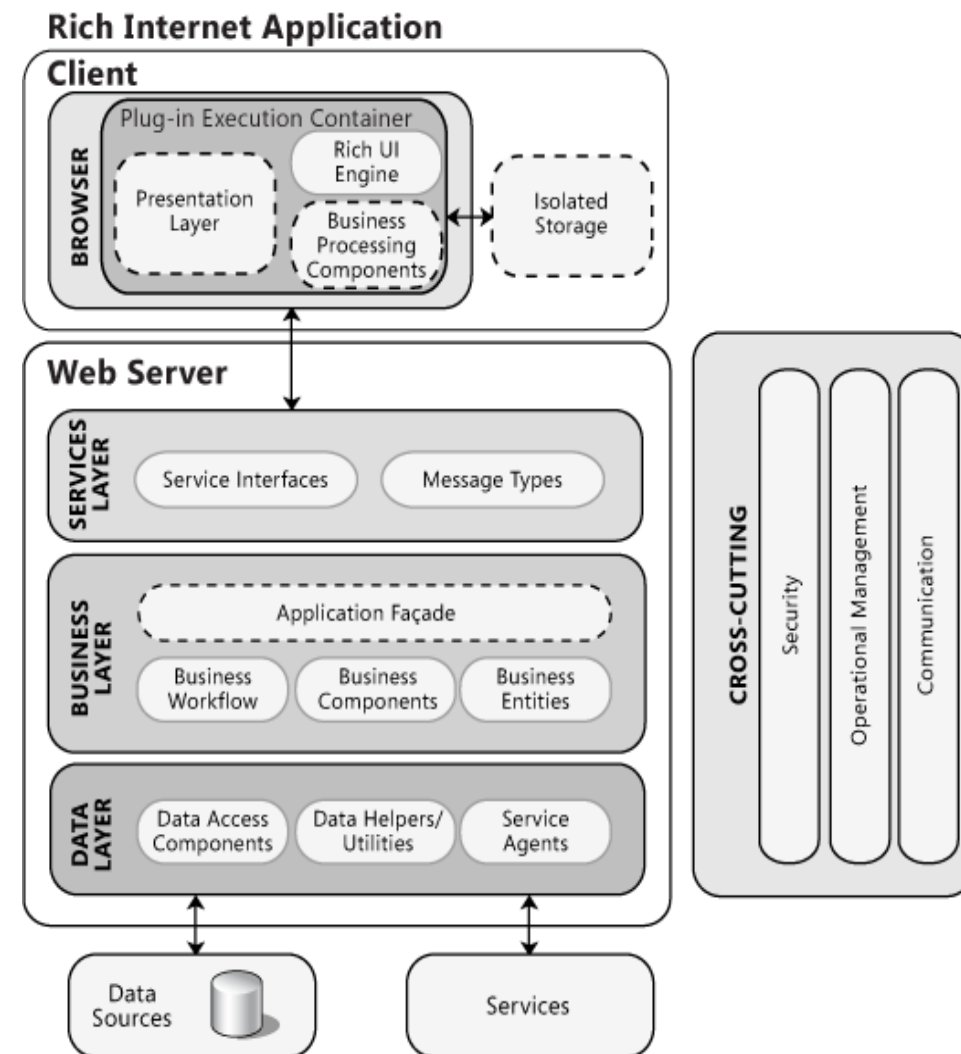 Rich Internet Application
Client
BROWSER
Plug-in Execution Container
Presentation
Layer
Rich UI
Engine
Business
Processing
Components
Isolated
Storage
Web Server
SERVICES
LAYER
Service Interfaces
Message Types
BUSINESS
LAYER
Application Façade
Business
Workflow
Business
Components
Business
Entities
DATA
LAYER
Data Access
Components
Data Helpers/
Utilities
Service
Agents
Data
Sources
Services
CROSS-CUTTING
Security
Operational Management
Communication